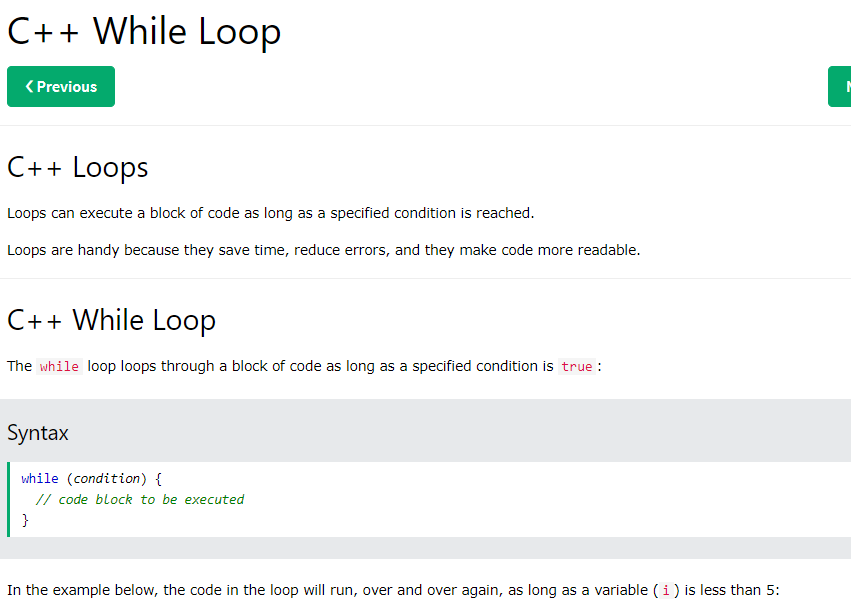 C++ While Loop
❮ Previous
C++ Loops
Loops can execute a block of code as long as a specified condition is reached.
Loops are handy because they save time, reduce errors, and they make code more readable.
C++ While Loop
The while loop loops through a block of code as long as a specified condition is true:
Syntax
while (condition) {
// code block to be executed
}
In the example below, the code in the loop will run, over and over again, as long as a variable (i) is less than 5: